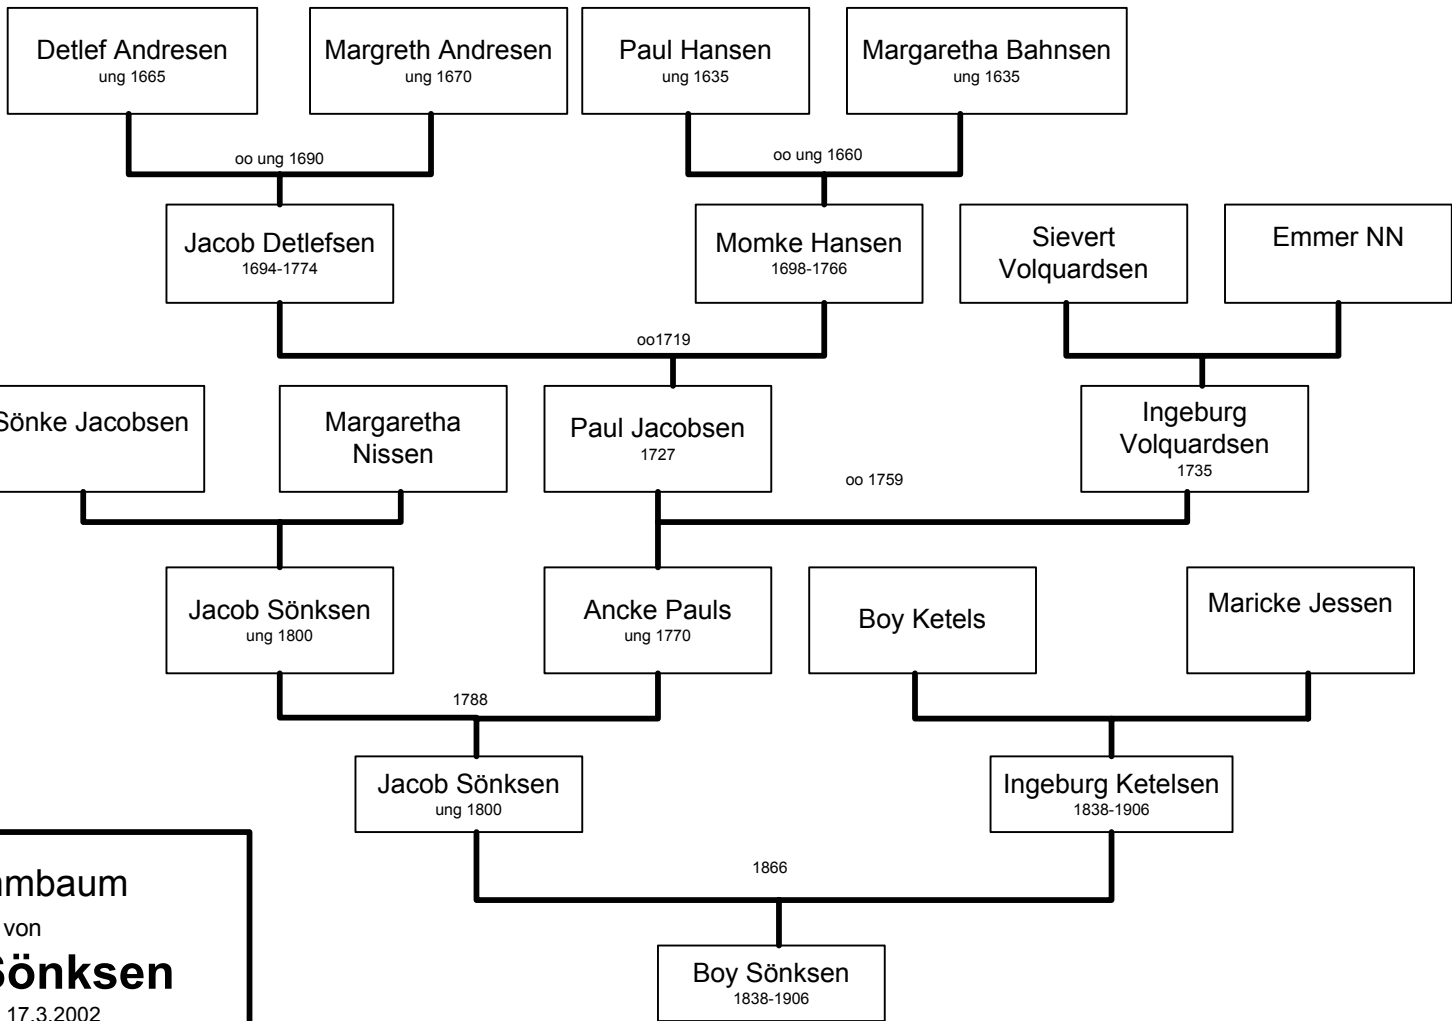 Detlef Andresen
ung 1665
Margreth Andresen
ung 1670
Paul Hansen
ung 1635
Margaretha Bahnsen
ung 1635
oo ung 1690
oo ung 1660
Jacob Detlefsen
1694-1774
Momke Hansen
1698-1766
Sievert
Volquardsen
Emmer NN
oo1719
Sönke Jacobsen
Margaretha
Nissen
Paul Jacobsen
1727
Ingeburg
Volquardsen
1735
oo 1759
Jacob Sönksen
ung 1800
Ancke Pauls
ung 1770
Boy Ketels
Maricke Jessen
1788
Jacob Sönksen
ung 1800
Ingeburg Ketelsen
1838-1906
1866
Boy Sönksen
1838-1906
mbaum
von
Sönksen
17.3.2002